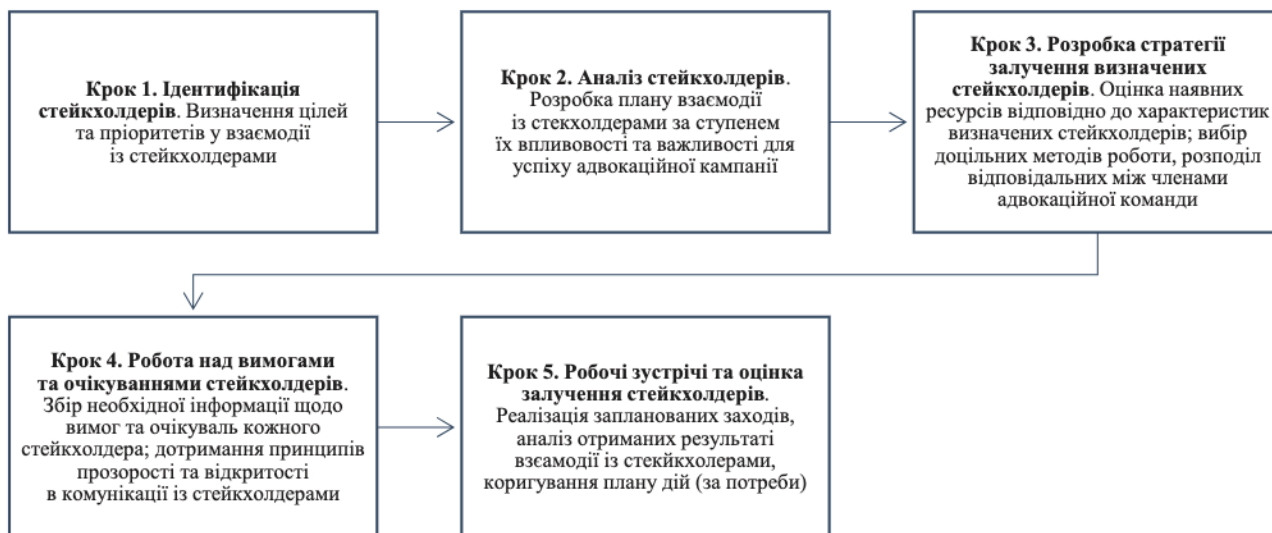 Крок 1. Ідентифікація
стейкхолдерів. Визначення цілей
та пріоритетів у взаємодії
із стейкхолдерами
Крок 2. Аналіз стейкхолдерів.
Розробка плану взаємодії
із стекхолдерами за ступенем
їх впливовості та важливості для
успіху адвокаційної кампанії
Крок 3. Розробка стратегії
залучення визначених
стейкхолдерів. Оцінка наявних
ресурсів відповідно до характеристик
визначених стейкхолдерів; вибір
доцільних методів роботи, розподіл
відповідальних між членами
адвокаційної команди
Крок 4. Робота над вимогами
та очікуваннями стейкхолдерів.
Збір необхідної інформації щодо
вимог та очікуваль кожного
стейкхолдера; дотримання принципів
прозорості та відкритості
в комунікації із стейкхолдерами
Крок 5. Робочі зустрічі та оцінка
залучення стейкхолдерів.
Реалізація запланованих заходів,
аналіз отриманих результаті
взєамодії із стекйкхолерами,
коригування плану дій (за потреби)